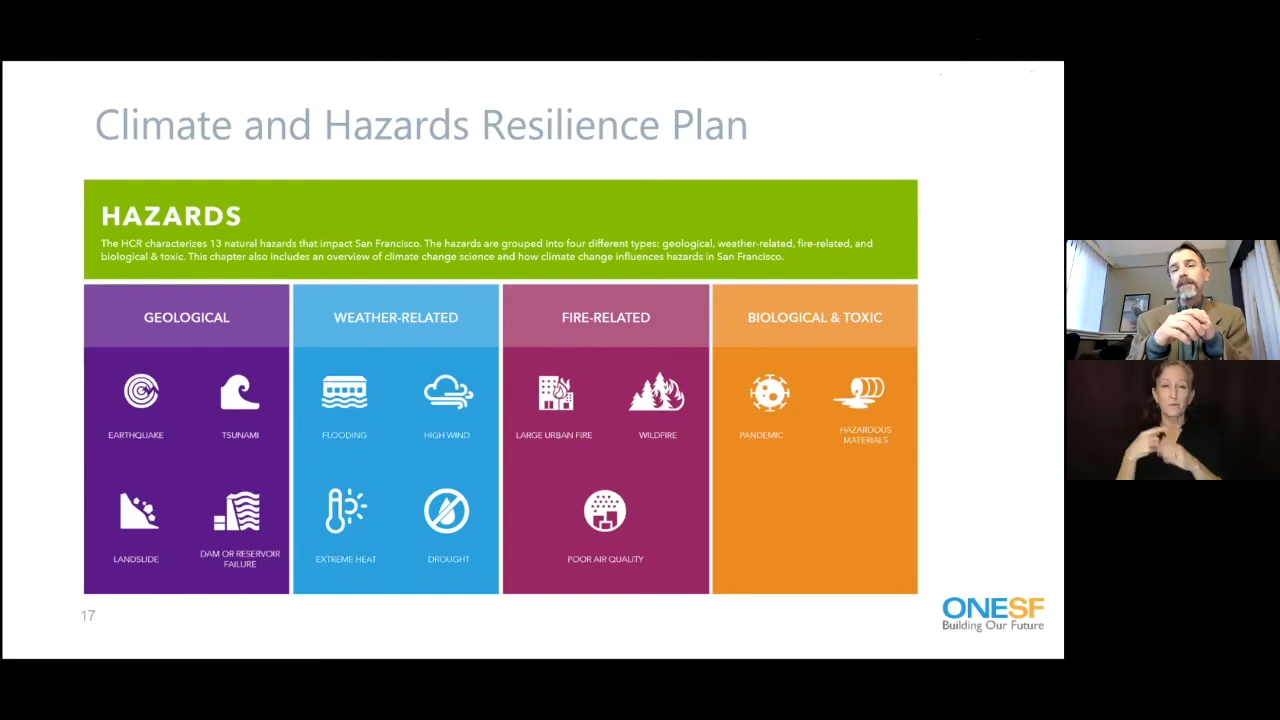 Climate and Hazards Resilience Plan
HAZARDS
The HCR characterizes 13 natural hazards that impact San Francisco. The hazards are grouped into four different types: geological, weather-related, fire-related, and
biological & toxic. This chapter also includes an overview of climate change science and how climate change influences hazards in San Francisco.
GEOLOGICAL
EARTHQUAKE
TSUNAMI
LANDSLIDE
DAM OR RESERVOIR
FAILURE
WEATHER-RELATED
FLOODING
HIGH WIND
EXTREME HEAT
DROUGHT
FIRE-RELATED
LARGE URBAN FIRE
WILDFIRE
POOR AIR QUALITY
BIOLOGICAL & TOXIC
PANDEMIC
HAZARDOUS
MATERIALS
17
ONESF
Building Our Future